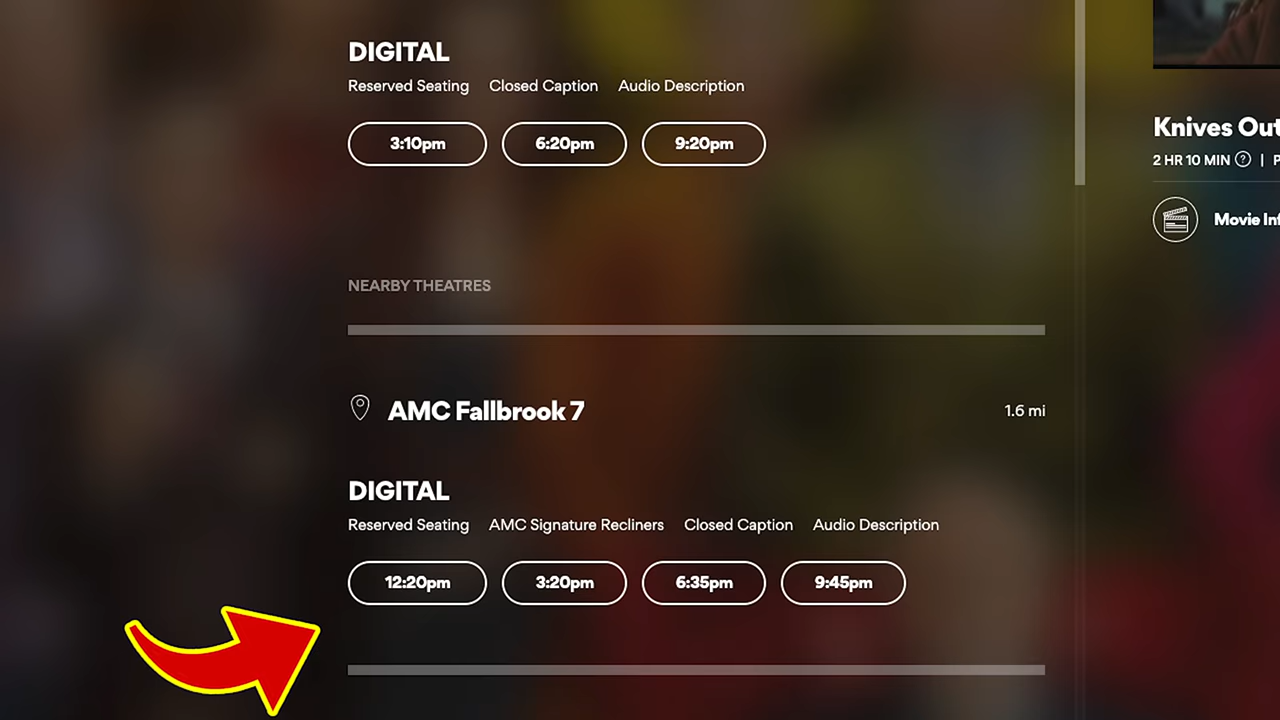 DIGITAL
Reserved Seating Closed Caption Audio Description
3:10pm 6:20pm 9:20pm
NEARBY THEATRES
AMC Fallbrook 7 1.6 mi
DIGITAL
Reserved Seating AMC Signature Recliners Closed Caption Audio Description
12:20pm 3:20pm 6:35pm 9:45pm
Knives Out
2 HR 10 MIN ? | P
Movie Inf